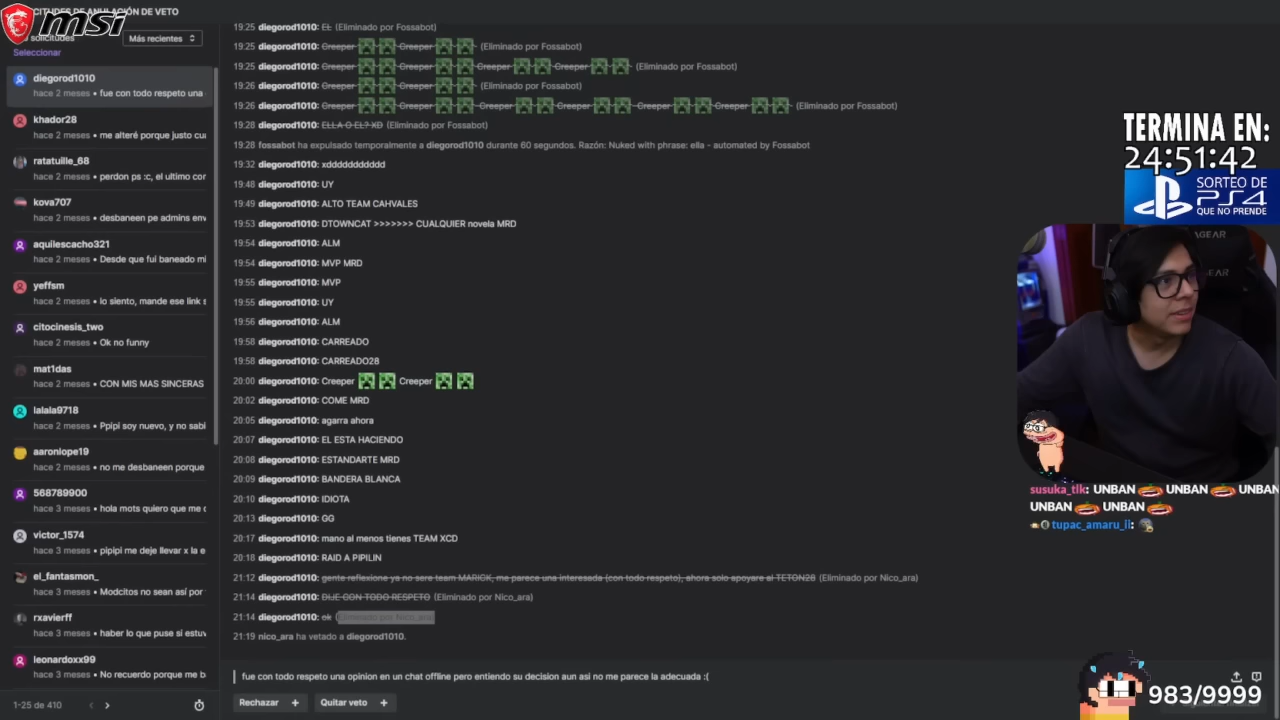 CITUDES DE ANULACIÓN DE VETO
msi
solicitudes
Más recientes
Seleccionar
diegorod1010
hace 2 meses • fue con todo respeto una
khador28
hace 2 meses • me alteré porque justo cua
ratatuille_68
hace 2 meses • perdon ps :c, el ultimo cor
kova707
hace 2 meses • desbaneen pe admins env
aquilescacho321
hace 2 meses • Desde que fui baneado mi
yeffsm
hace 2 meses • lo siento, mande ese link s
citocinesis_two
hace 2 meses • Ok no funny
mat1das
hace 2 meses • CON MIS MAS SINCERAS
lalala9718
hace 2 meses • Ppipi soy nuevo, y no sabi
aaroniope19
hace 2 meses • no me desbaneen porque
568789900
hace 3 meses • hola mots quiero que me c
victor_1574
hace 3 meses • pipipi me deje llevar x la e
el_fantasmon_
hace 3 meses • Modcitos no sean así por
rxavierff
hace 3 meses • haber lo que puse si estuv
leonardoxx99
hace 3 meses • No recuerdo porque me b
1-25 de 410
19:25 diegorod1010: EL (Eliminado por Fossabot)
19:25 diegorod1010: Creeper Creeper (Eliminado por Fossabot)
19:25 diegorod1010: Creeper Creeper Creeper Creeper (Eliminado por Fossabot)
19:26 diegorod1010: Creeper Creeper (Eliminado por Fossabot)
19:26 diegorod1010: Creeper Creeper Creeper Creeper Creeper Creeper (Eliminado por Fossabot)
19:28 diegorod1010: ELLA O EL? XD (Eliminado por Fossabot)
19:28 fossabot ha expulsado temporalmente a diegorod1010 durante 60 segundos. Razón: Nuked with phrase: ella - automated by Fossabot
19:32 diegorod1010: xddddddddddd
19:48 diegorod1010: UY
19:49 diegorod1010: ALTO TEAM CAHVALES
19:53 diegorod1010: DTOWNCAT >>>>>>> CUALQUIER novela MRD
19:54 diegorod1010: ALM
19:54 diegorod1010: MVP MRD
19:55 diegorod1010: MVP
19:55 diegorod1010: UY
19:56 diegorod1010: ALM
19:58 diegorod1010: CARREADO
19:58 diegorod1010: CARREADO28
20:00 diegorod1010: Creeper Creeper
20:02 diegorod1010: COME MRD
20:05 diegorod1010: agarra ahora
20:07 diegorod1010: EL ESTA HACIENDO
20:08 diegorod1010: ESTANDARTE MRD
20:09 diegorod1010: BANDERA BLANCA
20:10 diegorod1010: IDIOTA
20:13 diegorod1010: GG
20:17 diegorod1010: mano al menos tienes TEAM XCD
20:18 diegorod1010: RAID A PIPILIN
21:12 diegorod1010: gente reflexione ya no sere team MARICK, me parece una interesada (con todo respeto), ahora solo apoyare al TETON28 (Eliminado por Nico_ara)
21:14 diegorod1010: DIJE CON TODO RESPETO (Eliminado por Nico_ara)
21:14 diegorod1010: ok (Eliminado por Nico_ara)
21:19 nico_ara ha vetado a diegorod1010.
fue con todo respeto una opinion en un chat offline pero entiendo su decision aun asi no me parece la adecuada :(
Rechazar +
Quitar veto +
TERMINA EN:
24:51:42
SORTEO DE
PS4
QUE NO PRENDE
AGEAR
GEAR
susuka_tlk: UNBAN UNBAN UNBAN
UNBAN UNBAN
tupac_amaru_ii:
983/9999